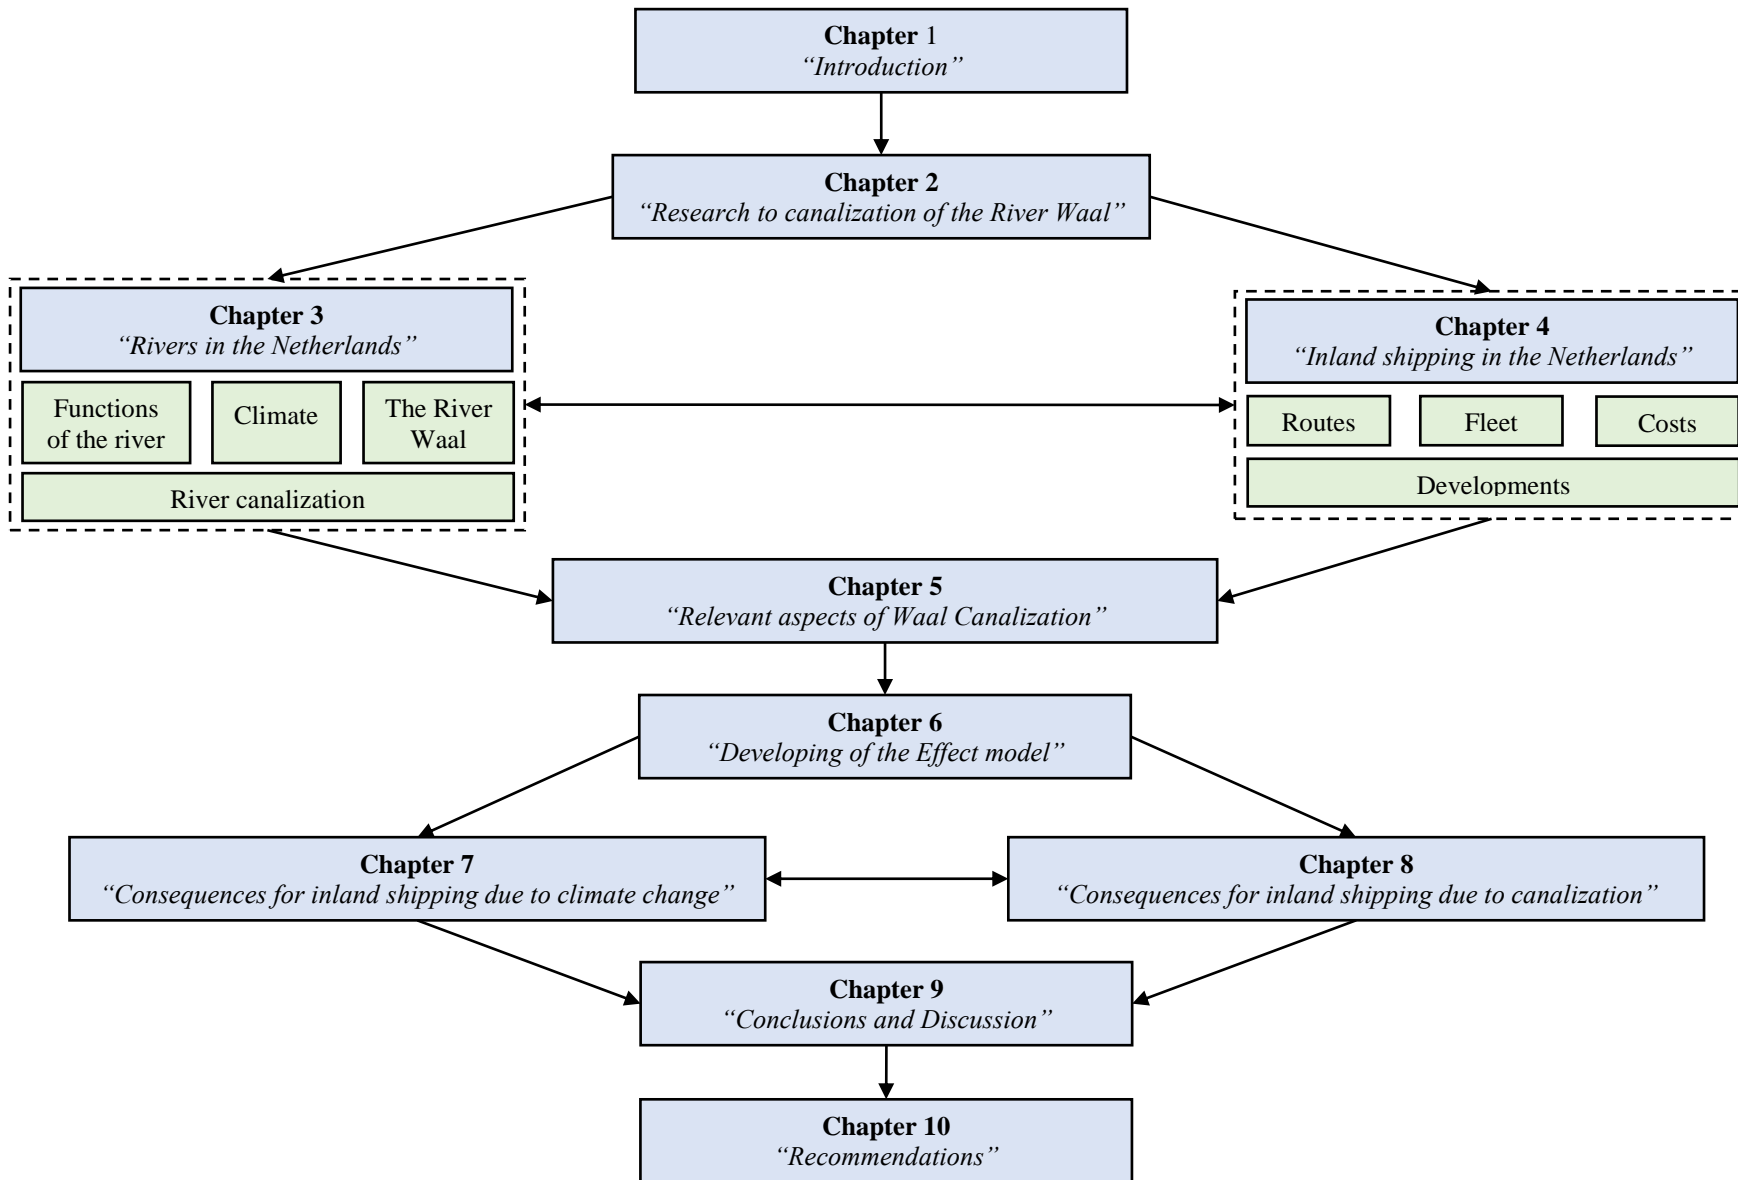 Chapter 1
“Introduction”
Chapter 2
“Research to canalization of the River Waal”
Chapter 3
“Rivers in the Netherlands”
Functions
of the river
Climate
The River
Waal
River canalization
Chapter 4
“Inland shipping in the Netherlands”
Routes
Fleet
Costs
Developments
Chapter 5
“Relevant aspects of Waal Canalization”
Chapter 6
“Developing of the Effect model”
Chapter 7
“Consequences for inland shipping due to climate change”
Chapter 8
“Consequences for inland shipping due to canalization”
Chapter 9
“Conclusions and Discussion”
Chapter 10
“Recommendations”